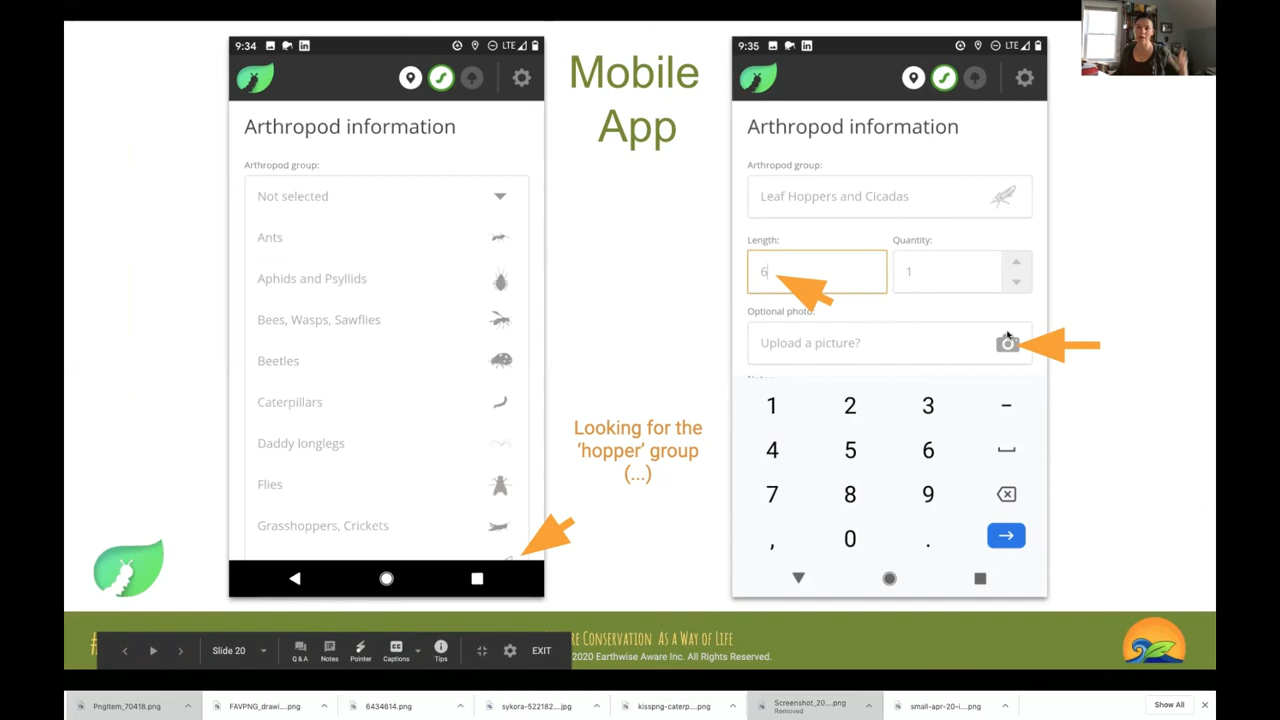 9:34
LTE
Arthropod information
Arthropod group:
Not selected
Ants
Aphids and Psyllids
Bees, Wasps, Sawflies
Beetles
Caterpillars
Daddy longlegs
Flies
Grasshoppers, Crickets
Mobile
App
Looking for the
‘hopper’ group
(...)
9:35
LTE
Arthropod information
Arthropod group:
Leaf Hoppers and Cicadas
Length:
Quantity:
6
1
Optional photo:
Upload a picture?
1 2 3 −
4 5 6
7 8 9
, 0 .
Conservation As a Way of Life
2020 Earthwise Aware Inc. All Rights Reserved.
Slide 20
Q & A
Notes
Pointer
Captions
Tips
EXIT
PngItem_70418.png
FAVPNG_drawi....png
6434614.png
sykora-522182...jpg
kisspng-caterp....png
Screenshot_20....png
Removed
small-apr-20-i....png
Show All